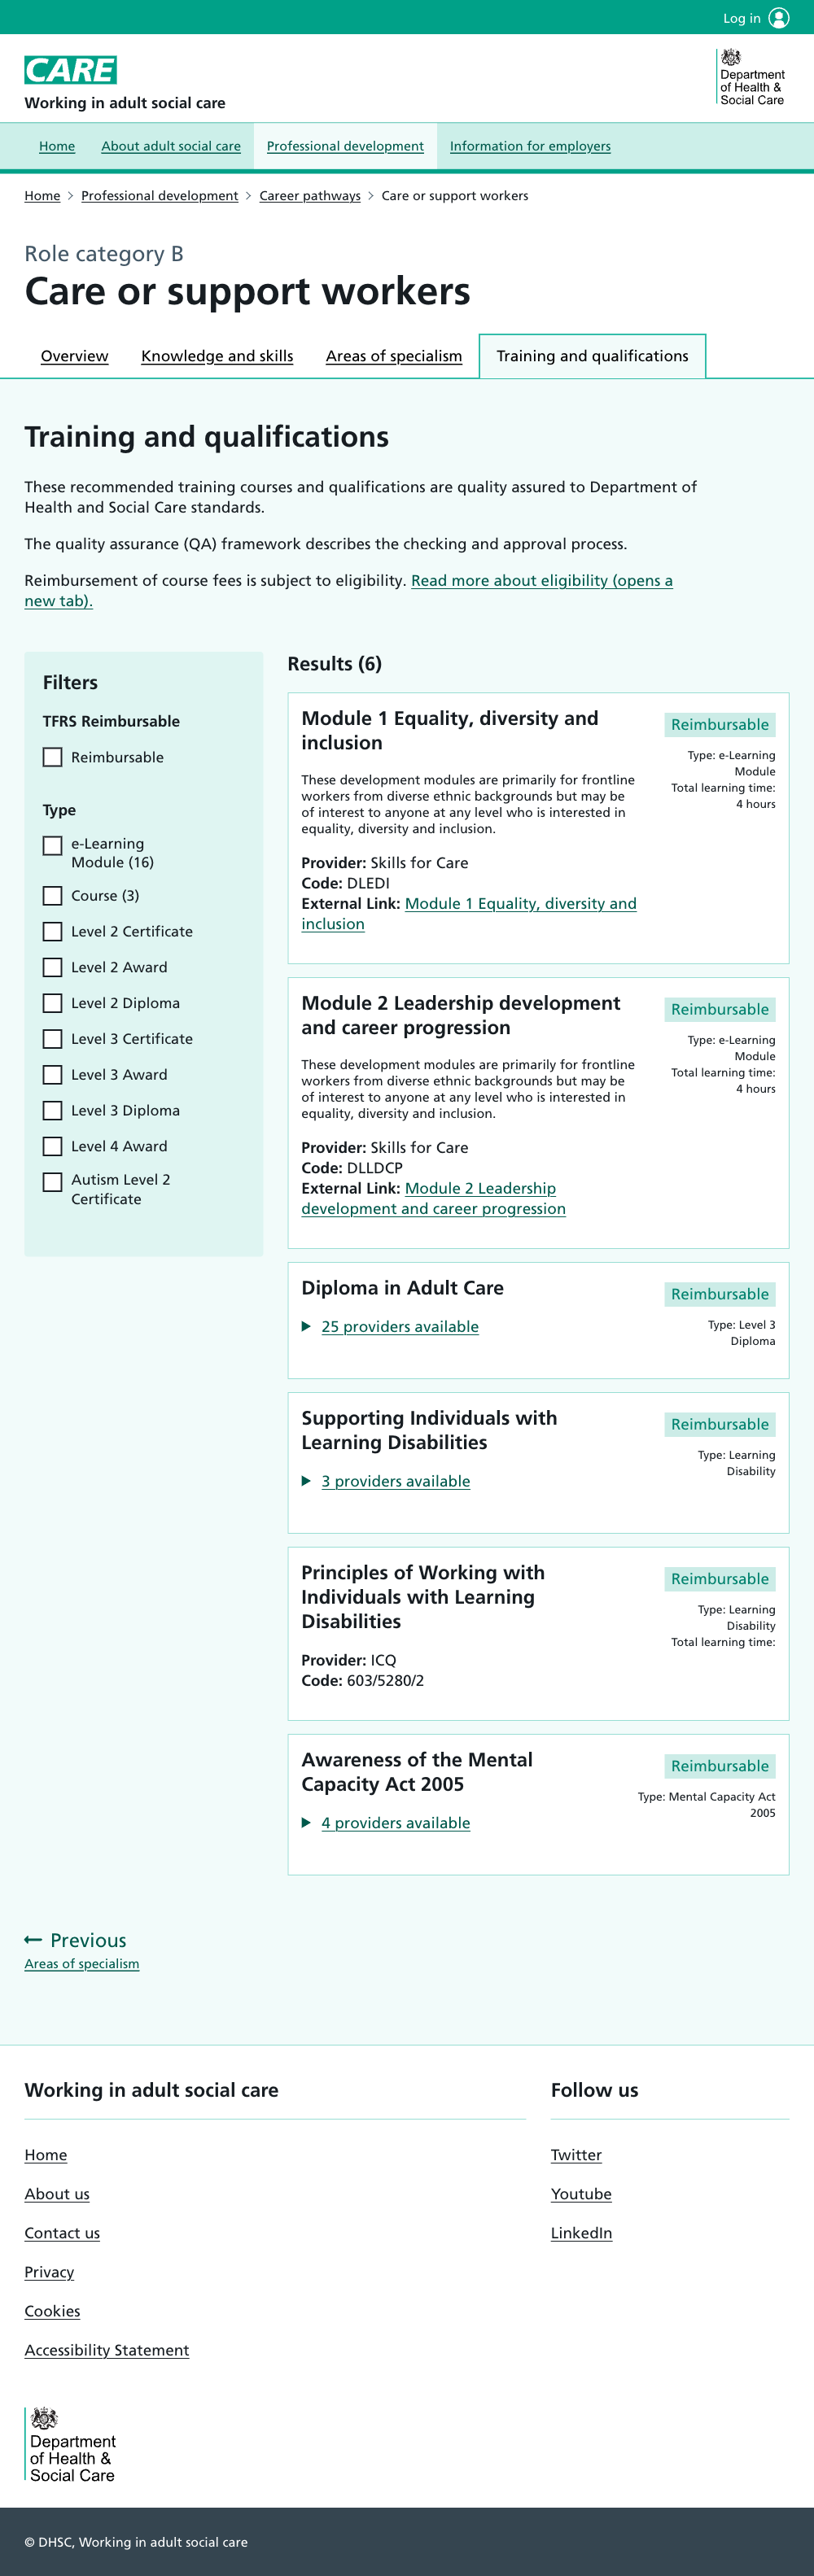 Log in
CARE
Working in adult social care
Department
of Health &
Social Care
Home
About adult social care
Professional development
Information for employers
Home
Professional development
Career pathways
Care or support workers
Role category B
Care or support workers
Overview
Knowledge and skills
Areas of specialism
Training and qualifications
Training and qualifications
These recommended training courses and qualifications are quality assured to Department of
Health and Social Care standards.
The quality assurance (QA) framework describes the checking and approval process.
Reimbursement of course fees is subject to eligibility. Read more about eligibility (opens a
new tab).
Filters
TFRS Reimbursable
Reimbursable
Type
e-Learning
Module (16)
Course (3)
Level 2 Certificate
Level 2 Award
Level 2 Diploma
Level 3 Certificate
Level 3 Award
Level 3 Diploma
Level 4 Award
Autism Level 2
Certificate
Results (6)
Module 1 Equality, diversity and
inclusion
These development modules are primarily for frontline
workers from diverse ethnic backgrounds but may be
of interest to anyone at any level who is interested in
equality, diversity and inclusion.
Provider: Skills for Care
Code: DLEDI
External Link: Module 1 Equality, diversity and
inclusion
Reimbursable
Type: e-Learning
Module
Total learning time:
4 hours
Module 2 Leadership development
and career progression
These development modules are primarily for frontline
workers from diverse ethnic backgrounds but may be
of interest to anyone at any level who is interested in
equality, diversity and inclusion.
Provider: Skills for Care
Code: DLLDCP
External Link: Module 2 Leadership
development and career progression
Reimbursable
Type: e-Learning
Module
Total learning time:
4 hours
Diploma in Adult Care
25 providers available
Reimbursable
Type: Level 3
Diploma
Supporting Individuals with
Learning Disabilities
3 providers available
Reimbursable
Type: Learning
Disability
Principles of Working with
Individuals with Learning
Disabilities
Provider: ICQ
Code: 603/5280/2
Reimbursable
Type: Learning
Disability
Total learning time:
Awareness of the Mental
Capacity Act 2005
4 providers available
Reimbursable
Type: Mental Capacity Act
2005
Previous
Areas of specialism
Working in adult social care
Home
About us
Contact us
Privacy
Cookies
Accessibility Statement
Follow us
Twitter
Youtube
LinkedIn
Department
of Health &
Social Care
© DHSC, Working in adult social care